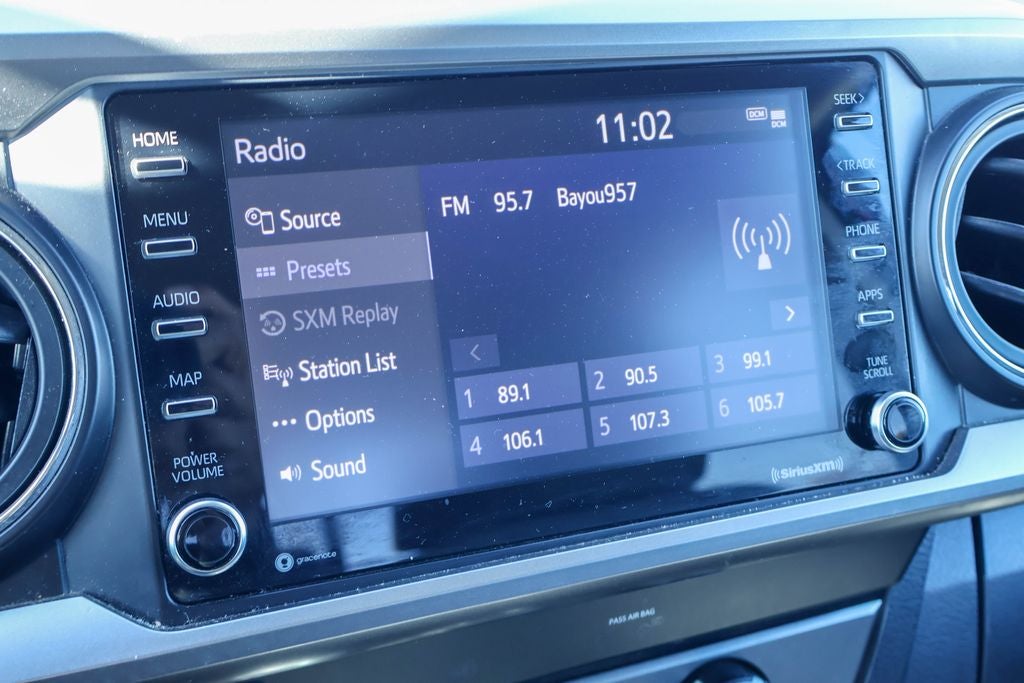 HOME
MENU
AUDIO
MAP
POWER
VOLUME
Radio
11:02
DCM
DCM
Source
Presets
SXM Replay
Station List
Options
Sound
FM 95.7 Bayou957
<
>
1 89.1
2 90.5
3 99.1
4 106.1
5 107.3
6 105.7
SEEK>
<TRACK
PHONE
APPS
TUNE
SCROLL
gracenote
SiriusXM
PASS AIR BAG